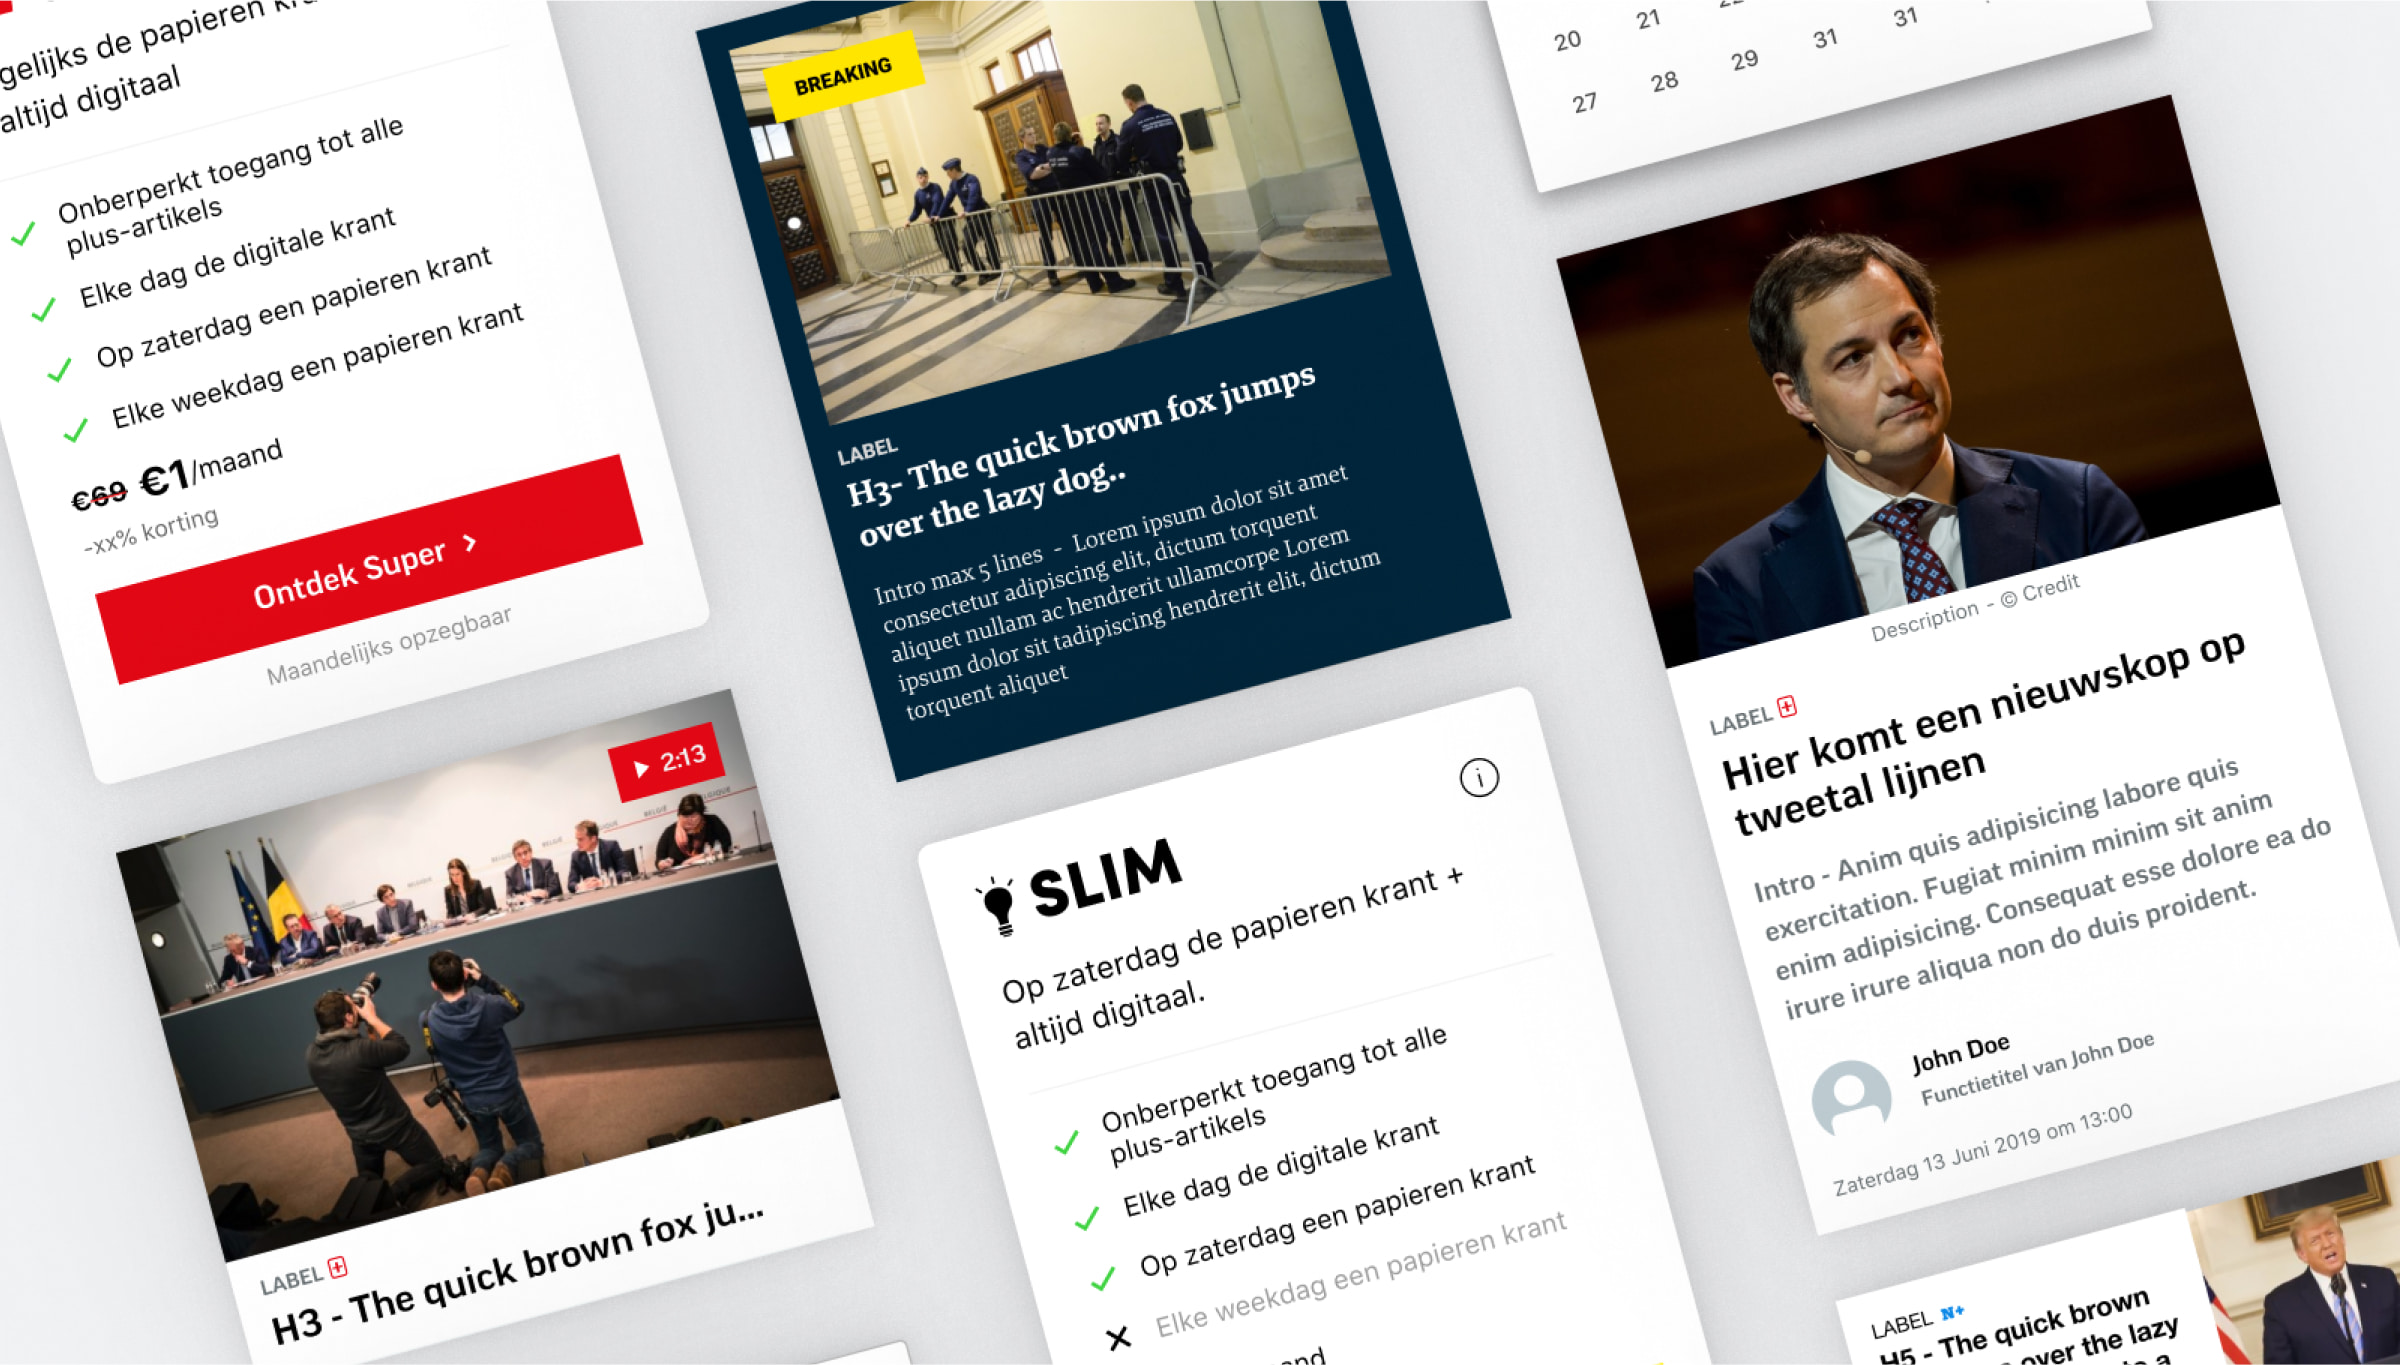 gelijks de papieren
altijd digitaal
Onberperkt toegang tot alle
plus-artikels
Elke dag de digitale krant
Op zaterdag een papieren krant
Elke weekdag een papieren krant
€69 €1/maand
-xx% korting
Ontdek Super >
Maandelijks opzegbaar
2:13
LABEL
H3 - The quick brown fox ju...
BREAKING
LABEL
H3- The quick brown fox jumps
over the lazy dog..
Intro max 5 lines - Lorem ipsum dolor sit amet
consectetur adipiscing elit, dictum torquent
aliquet nullam ac hendrerit ullamcorpe Lorem
ipsum dolor sit tadipiscing hendrerit elit, dictum
torquent aliquet
SLIM
Op zaterdag de papieren krant +
altijd digitaal.
Onberperkt toegang tot alle
plus-artikels
Elke dag de digitale krant
Op zaterdag een papieren krant
Elke weekdag een papieren krant
20 21 31
27 28 29 31
Description - © Credit
LABEL
Hier komt een nieuwskop op
tweetal lijnen
Intro - Anim quis adipisicing labore quis
exercitation. Fugiat minim minim sit anim
enim adipisicing. Consequat esse dolore ea do
irure irure aliqua non do duis proident.
John Doe
Functietitel van John Doe
Zaterdag 13 Juni 2019 om 13:00
LABEL N+
H5 - The quick brown
over the lazy